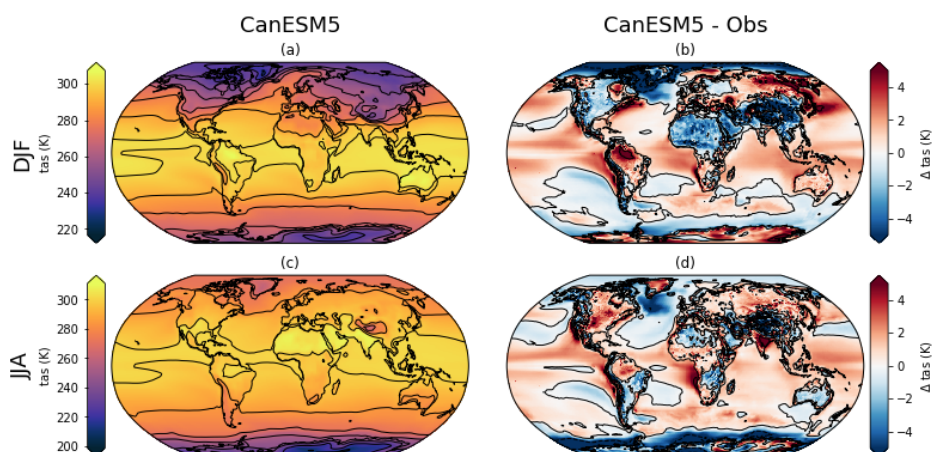 CanESM5
CanESM5 - Obs
(a)
(b)
DJF
tas (K)
300
280
260
240
220
Δ tas (K)
4
2
0
−2
−4
(c)
(d)
JJA
tas (K)
300
280
260
240
220
200
Δ tas (K)
4
2
0
−2
−4